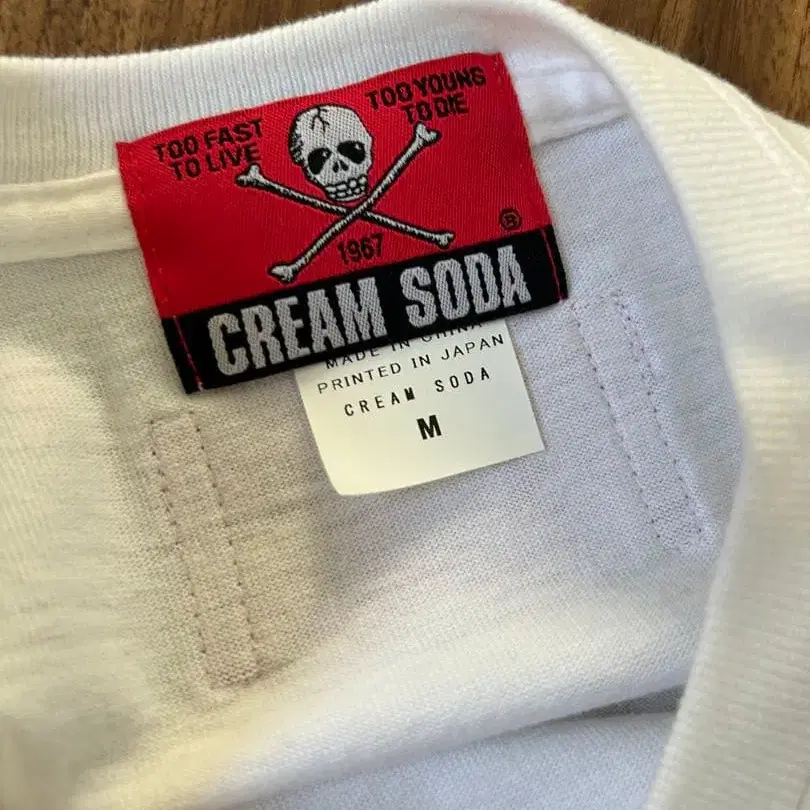 TOO FAST
TO LIVE
TOO YOUNG
TO DIE
®
1967
CREAM SODA
MADE IN CHINA
PRINTED IN JAPAN
CREAM SODA
M